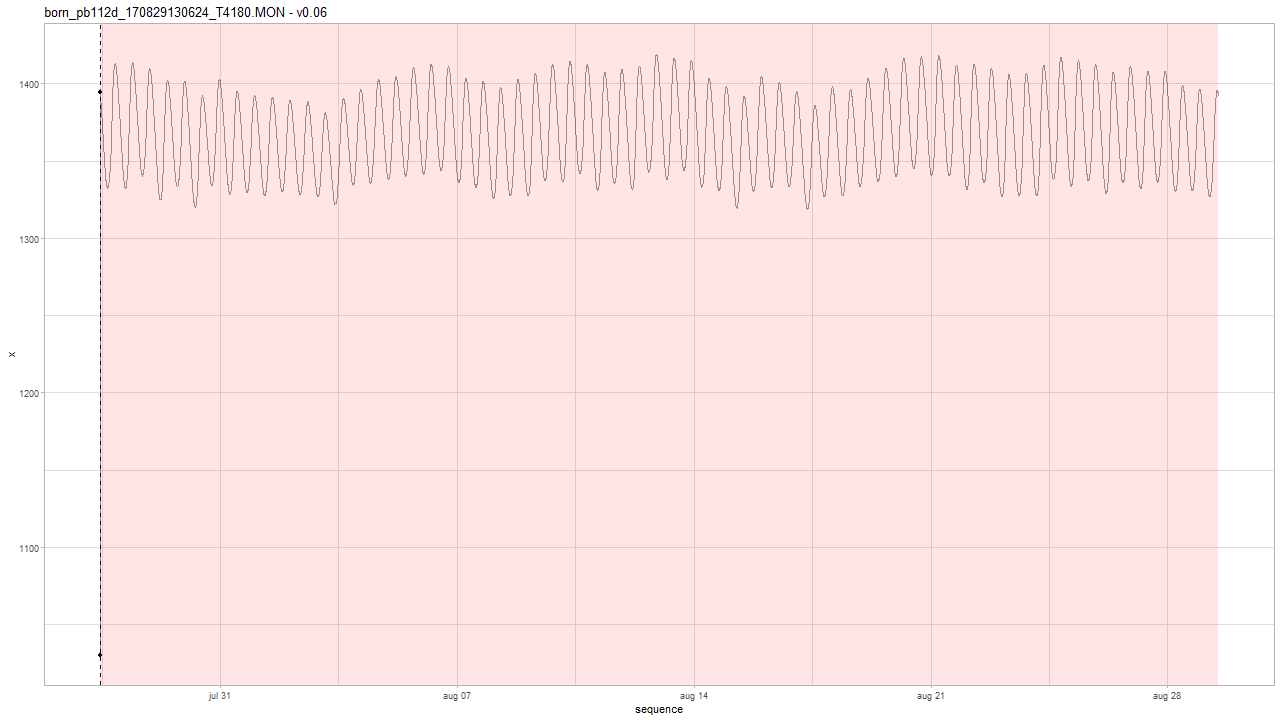 born_pb112d_170829130624_T4180.MON - v0.06
1400
1300
1200
1100
x
jul 31 aug 07 aug 14 aug 21 aug 28
sequence